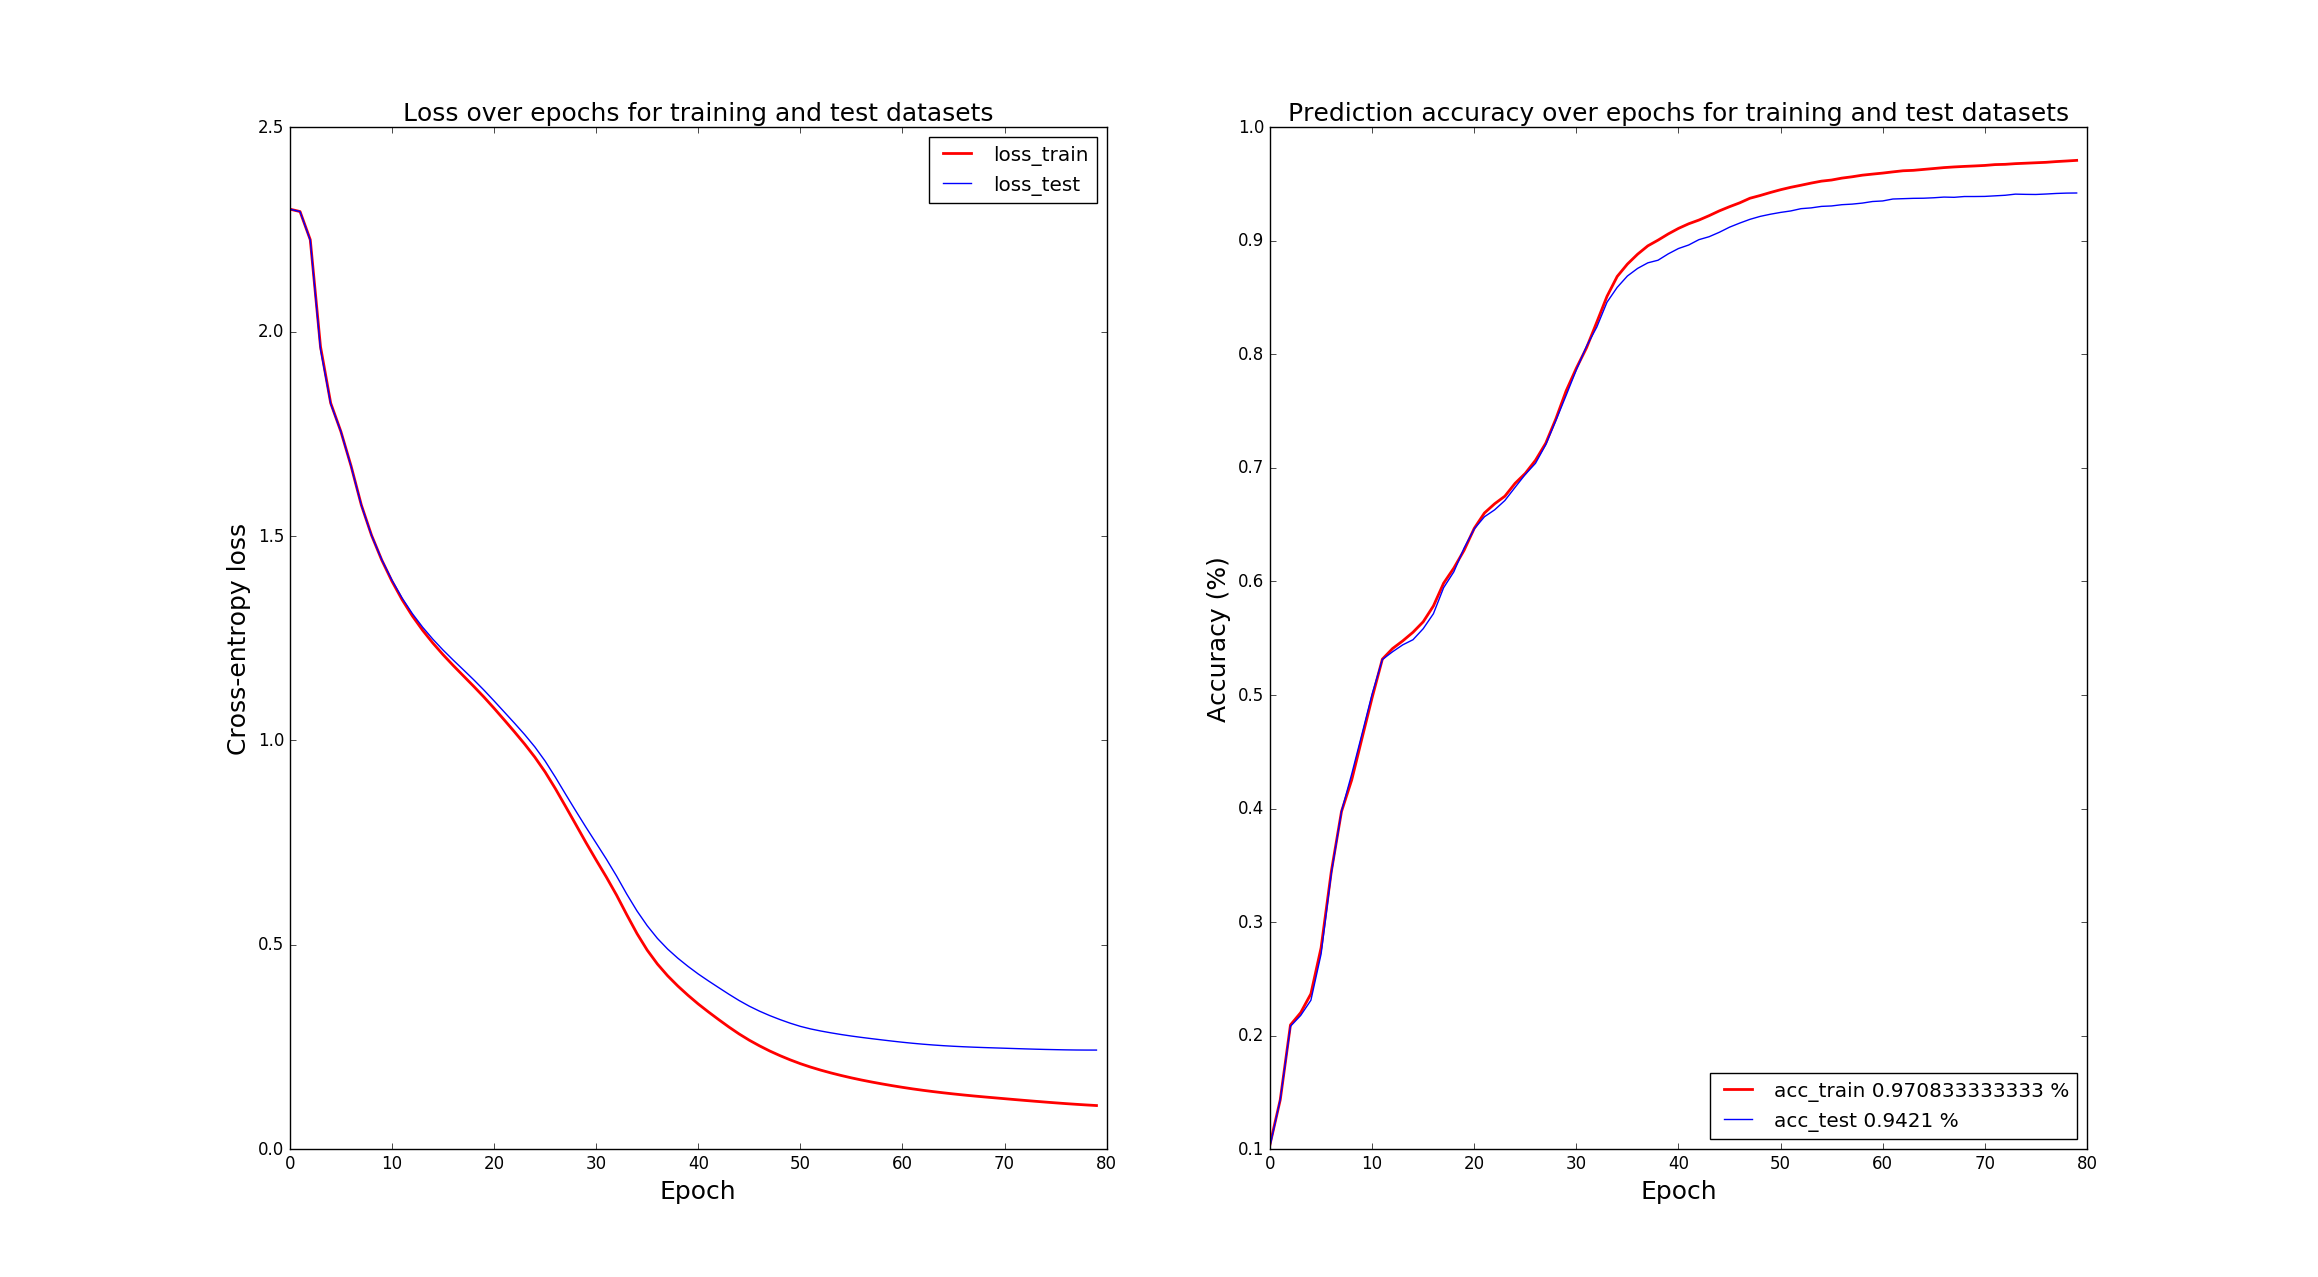 Loss over epochs for training and test datasets
2.5
2.0
1.5
1.0
0.5
0.0
Cross-entropy loss
loss_train
loss_test
0 10 20 30 40 50 60 70 80
Epoch
Prediction accuracy over epochs for training and test datasets
1.0
0.9
0.8
0.7
0.6
0.5
0.4
0.3
0.2
0.1
Accuracy (%)
acc_train 0.970833333333 %
acc_test 0.9421 %
0 10 20 30 40 50 60 70 80
Epoch